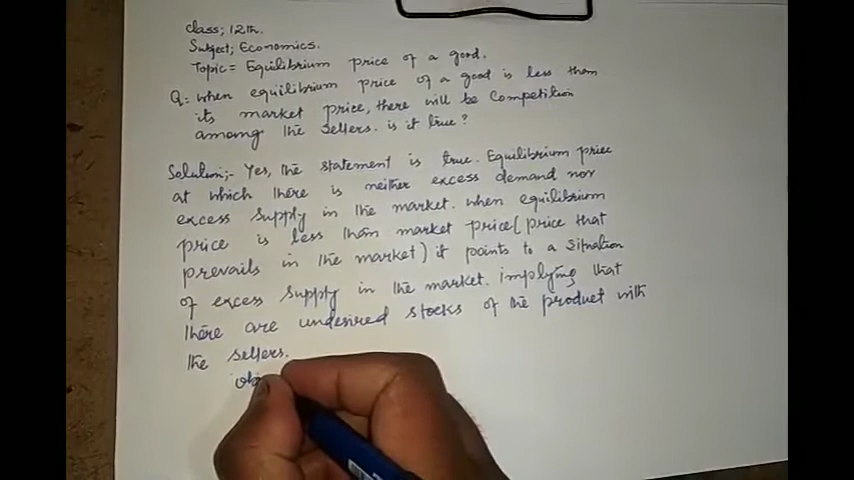 Class; 12th.
Subject; Economics.
Topic = Equilibrium price of a good.
Q: when equilibrium price of a good is less than
its market price, there will be Competition
among the sellers. is it true?
Solution;- Yes, the statement is true. Equilibrium price
at which there is neither excess demand nor
excess supply in the market. when equilibrium
price is less than market price (price that
prevails in the market) it points to a situation
of excess supply in the market. implying that
there are undesired stocks of the product with
the sellers.